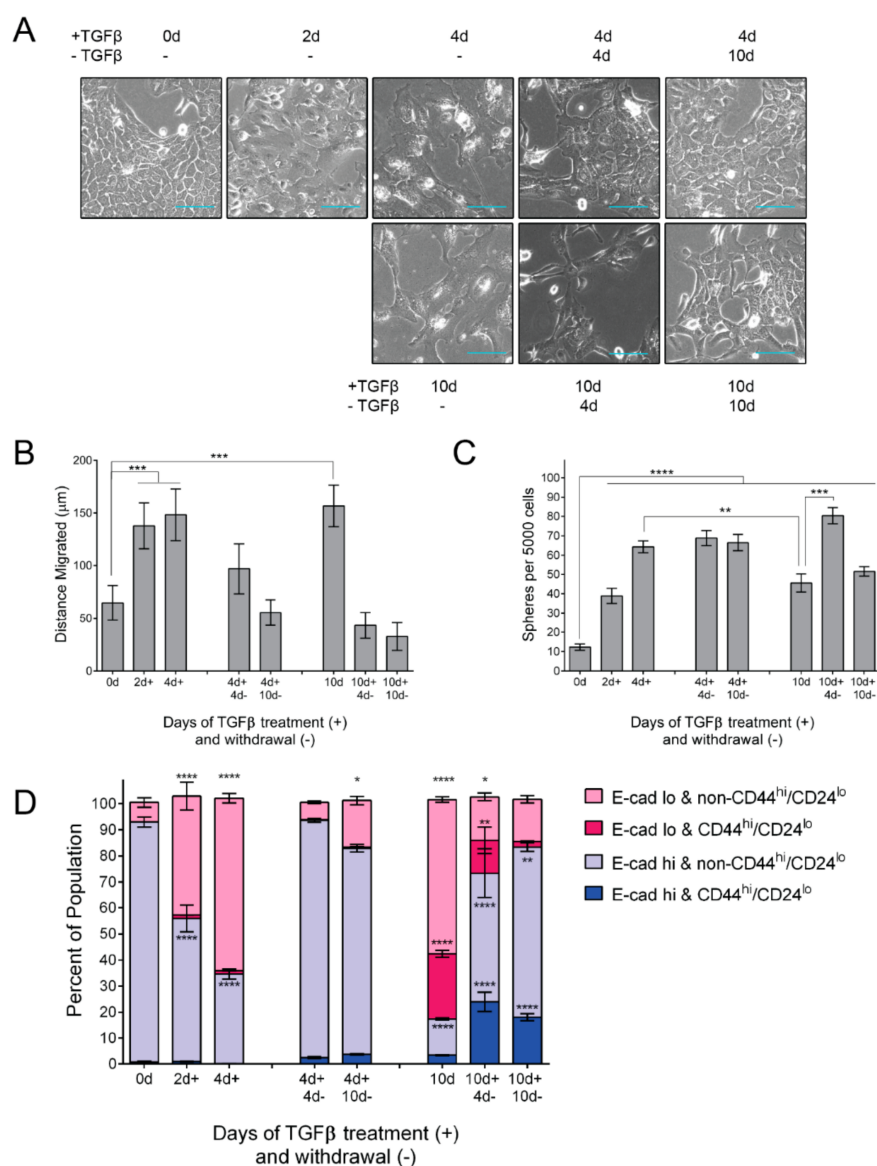 A
+TGFβ 0d 2d 4d 4d 4d
- TGFβ - - - 4d 10d
+TGFβ 10d 10d 10d
- TGFβ - 4d 10d
B
Distance Migrated (μm)
200
150
100
50
0
***
***
0d 2d+ 4d+ 4d+ 4d- 4d+ 10d- 10d 10d+ 4d- 10d+ 10d-
Days of TGFβ treatment (+)
and withdrawal (-)
C
Spheres per 5000 cells
100
90
80
70
60
50
40
30
20
10
0
****
**
***
0d 2d+ 4d+ 4d+ 4d- 4d+ 10d- 10d 10d+ 4d- 10d+ 10d-
Days of TGFβ treatment (+)
and withdrawal (-)
D
Percent of Population
100
90
80
70
60
50
40
30
20
10
0
**** **** * **** *
**
**
**** ****
**** ****
**** **** ****
0d 2d+ 4d+ 4d+ 4d- 4d+ 10d- 10d 10d+ 4d- 10d+ 10d-
Days of TGFβ treatment (+)
and withdrawal (-)
E-cad lo & non-CD44hi/CD24lo
E-cad lo & CD44hi/CD24lo
E-cad hi & non-CD44hi/CD24lo
E-cad hi & CD44hi/CD24lo